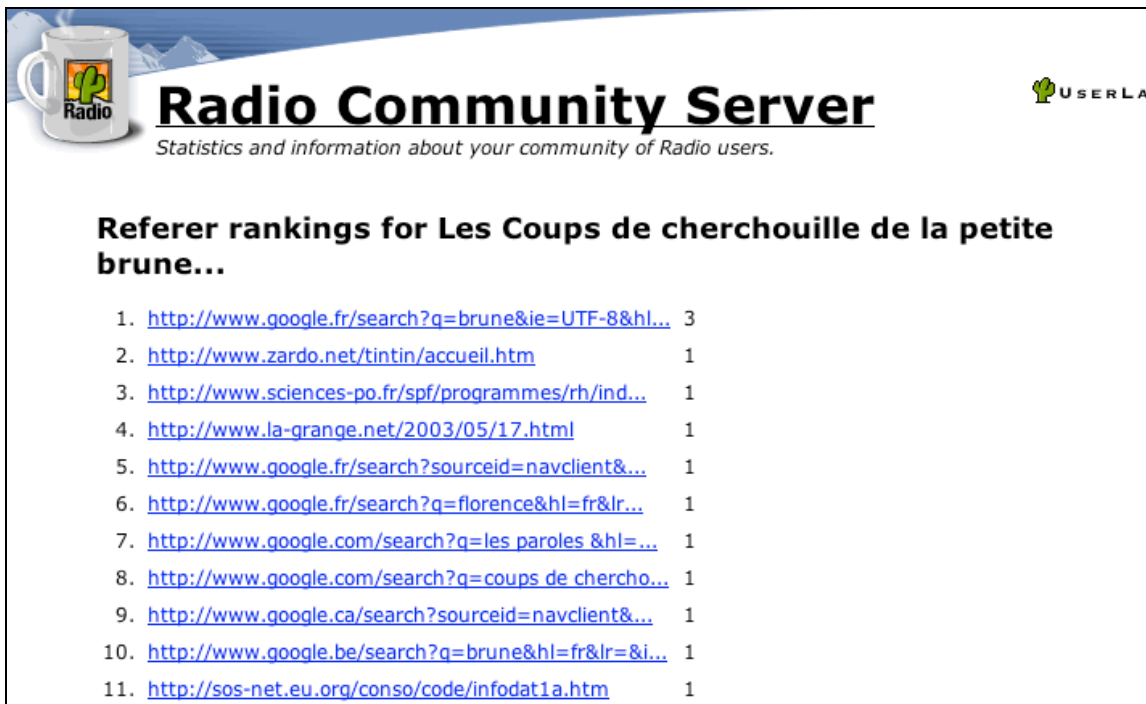 Radio
Radio Community Server
USERLA
Statistics and information about your community of Radio users.
Referer rankings for Les Coups de cherchouille de la petite
brune...
1. http://www.google.fr/search?q=brune&ie=UTF-8&hl... 3
2. http://www.zardo.net/tintin/accueil.htm 1
3. http://www.sciences-po.fr/spf/programmes/rh/ind... 1
4. http://www.la-grange.net/2003/05/17.html 1
5. http://www.google.fr/search?sourceid=navclient&... 1
6. http://www.google.fr/search?q=florence&hl=fr&lr... 1
7. http://www.google.com/search?q=les paroles &hl=... 1
8. http://www.google.com/search?q=coups de chercho... 1
9. http://www.google.ca/search?sourceid=navclient&... 1
10. http://www.google.be/search?q=brune&hl=fr&lr=&i... 1
11. http://sos-net.eu.org/conso/code/infodat1a.htm 1